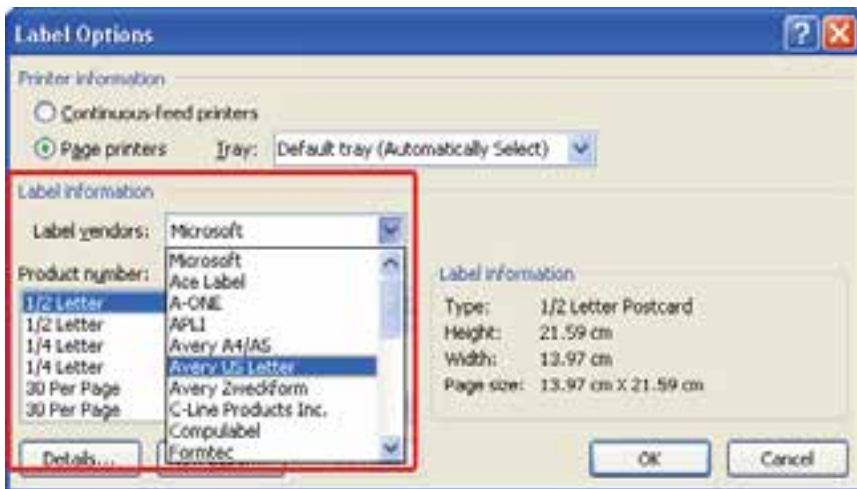 Label Options
Printer information
Continuous-feed printers
Page printers Tray: Default tray (Automatically Select)
Label information
Label vendors: Microsoft
Product number:
1/2 Letter
1/2 Letter
1/4 Letter
1/4 Letter
30 Per Page
30 Per Page
Microsoft
Ace Label
A-ONE
APLI
Avery A4/A5
Avery US Letter
Avery Zweckform
C-Line Products Inc.
Compulabel
Formtec
Label information
Type: 1/2 Letter Postcard
Height: 21.59 cm
Width: 13.97 cm
Page size: 13.97 cm X 21.59 cm
Details...
OK
Cancel